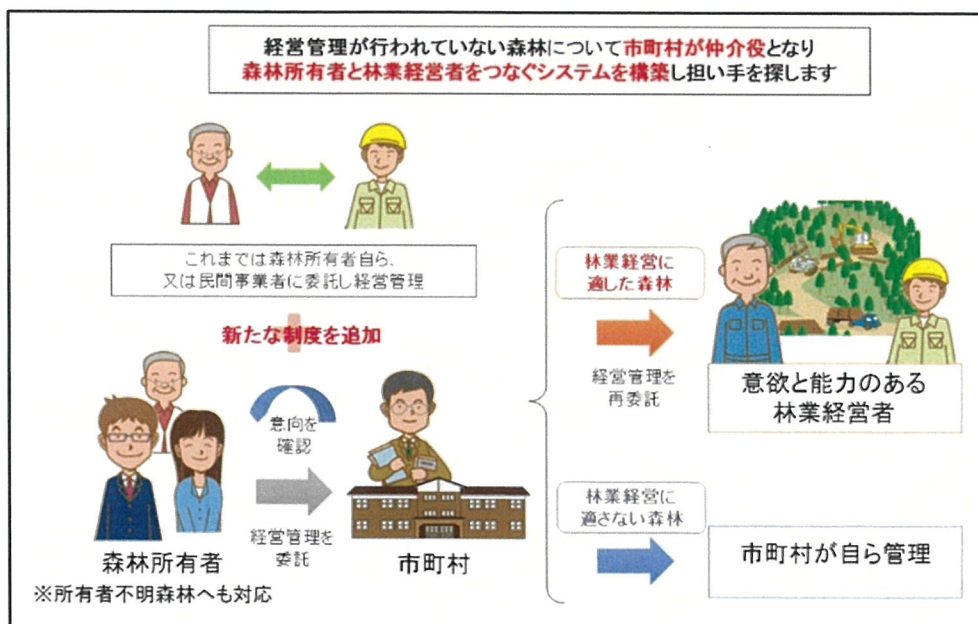 経営管理が行われていない森林について市町村が仲介役となり
森林所有者と林業経営者をつなぐシステムを構築し担い手を探します
これまでは森林所有者自ら、
又は民間事業者に委託し経営管理
新たな制度を追加
意向を
確認
経営管理を
委託
森林所有者
市町村
※所有者不明森林へも対応
林業経営に
適した森林
経営管理を
再委託
意欲と能力のある
林業経営者
林業経営に
適さない森林
市町村が自ら管理